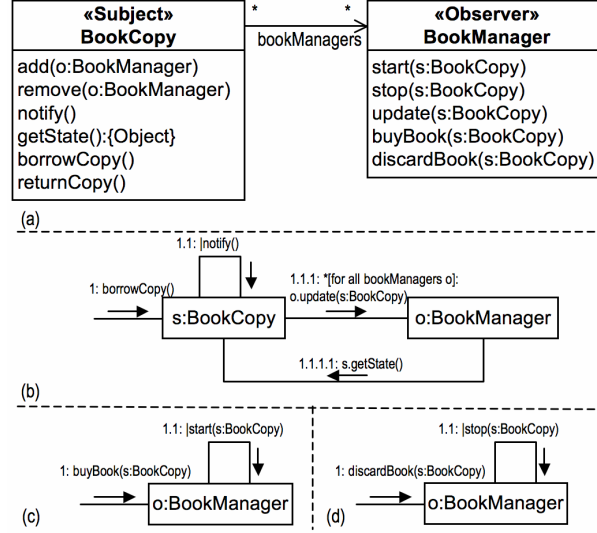 «Subject»
BookCopy
add(o:BookManager)
remove(o:BookManager)
notify()
getState():{Object}
borrowCopy()
returnCopy()
* *
bookManagers
«Observer»
BookManager
start(s:BookCopy)
stop(s:BookCopy)
update(s:BookCopy)
buyBook(s:BookCopy)
discardBook(s:BookCopy)
(a)
1.1: |notify()
1: borrowCopy()
1.1.1: *[for all bookManagers o]:
o.update(s:BookCopy)
s:BookCopy
o:BookManager
1.1.1.1: s.getState()
(b)
1.1: |start(s:BookCopy)
1: buyBook(s:BookCopy)
o:BookManager
(c)
1.1: |stop(s:BookCopy)
1: discardBook(s:BookCopy)
o:BookManager
(d)